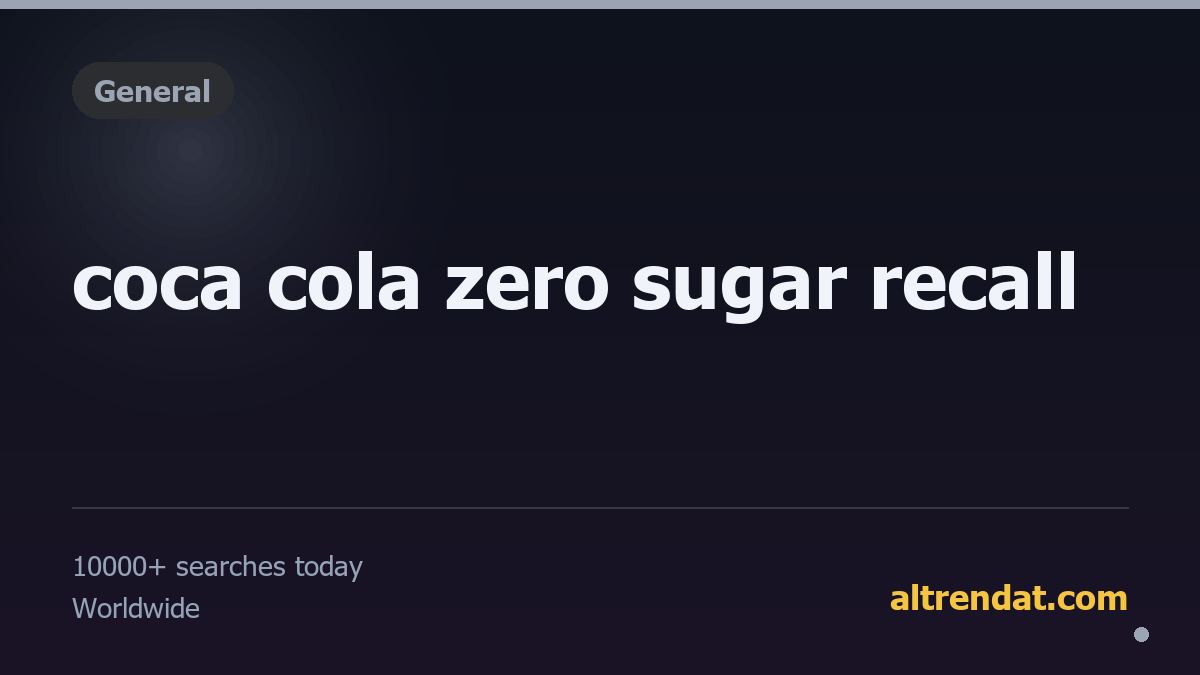 General
coca cola zero sugar recall
10000+ searches today
Worldwide
altrendat.com